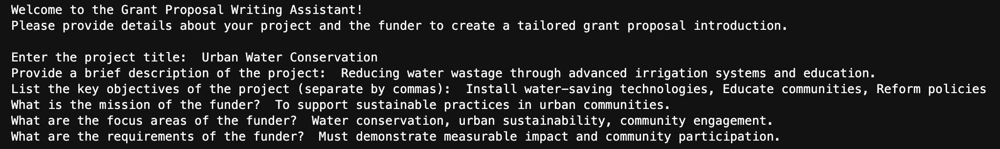 Welcome to the Grant Proposal Writing Assistant!
Please provide details about your project and the funder to create a tailored grant proposal introduction.
Enter the project title:  Urban Water Conservation
Provide a brief description of the project:  Reducing water wastage through advanced irrigation systems and education.
List the key objectives of the project (separate by commas):  Install water-saving technologies, Educate communities, Reform policies
What is the mission of the funder?  To support sustainable practices in urban communities.
What are the focus areas of the funder?  Water conservation, urban sustainability, community engagement.
What are the requirements of the funder?  Must demonstrate measurable impact and community participation.